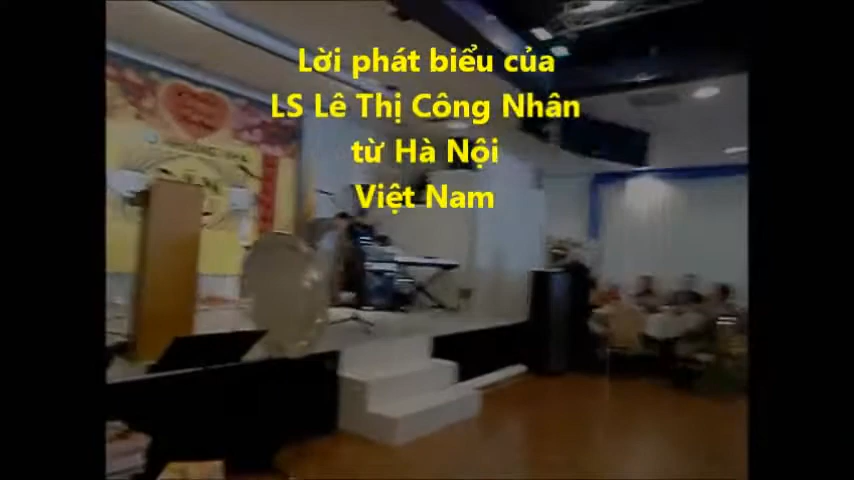 Lời phát biểu của
LS Lê Thị Công Nhân
từ Hà Nội
Việt Nam